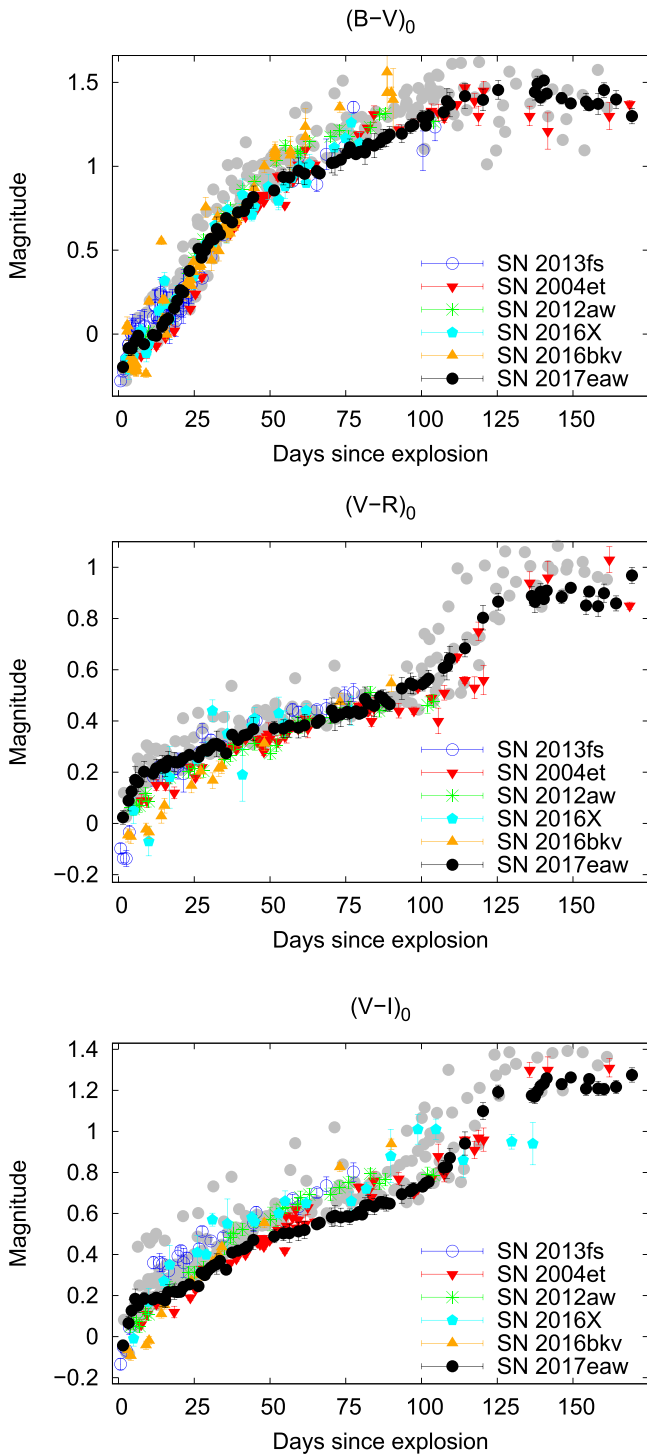 (B−V)0
Magnitude
1.5
1
0.5
0
SN 2013fs
SN 2004et
SN 2012aw
SN 2016X
SN 2016bkv
SN 2017eaw
0 25 50 75 100 125 150
Days since explosion
(V−R)0
Magnitude
1
0.8
0.6
0.4
0.2
0
−0.2
SN 2013fs
SN 2004et
SN 2012aw
SN 2016X
SN 2016bkv
SN 2017eaw
0 25 50 75 100 125 150
Days since explosion
(V−I)0
Magnitude
1.4
1.2
1
0.8
0.6
0.4
0.2
0
−0.2
SN 2013fs
SN 2004et
SN 2012aw
SN 2016X
SN 2016bkv
SN 2017eaw
0 25 50 75 100 125 150
Days since explosion